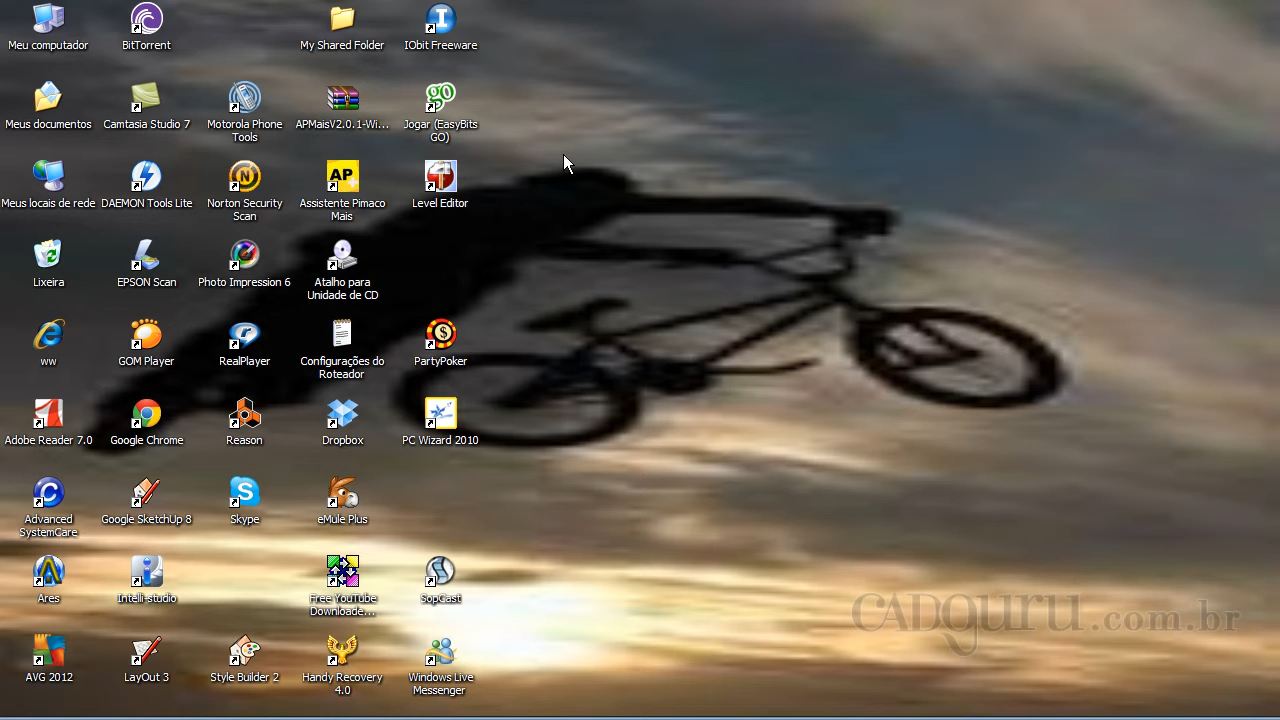 Meu computador
BitTorrent
My Shared Folder
IObit Freeware
Meus documentos
Camtasia Studio 7
Motorola Phone
Tools
APMaisV2.0.1-Wi...
Jogar (EasyBits
GO)
Meus locais de rede
DAEMON Tools Lite
Norton Security
Scan
AP
Assistente Pimaco
Mais
Level Editor
Lixeira
EPSON Scan
Photo Impression 6
Atalho para
Unidade de CD
ww
GOM Player
RealPlayer
Configurações do
Roteador
PartyPoker
Adobe Reader 7.0
Google Chrome
Reason
Dropbox
PC Wizard 2010
Advanced
SystemCare
Google SketchUp 8
Skype
eMule Plus
Ares
Intelli-studio
Free YouTube
Downloade...
SopCast
CADGuru.com.br
AVG 2012
LayOut 3
Style Builder 2
Handy Recovery
4.0
Windows Live
Messenger